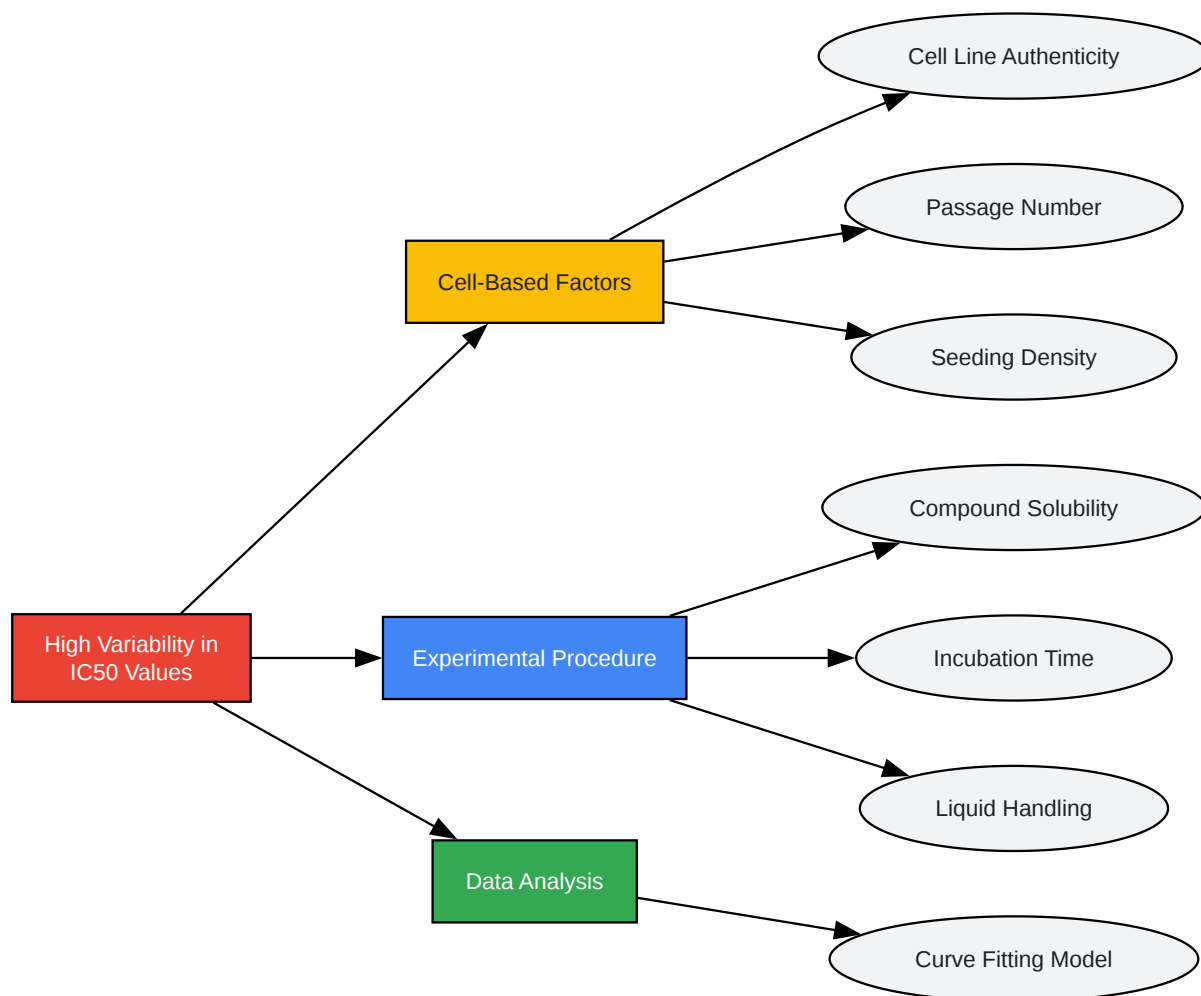 Cell Line Authenticity
Passage Number
Cell-Based Factors
Seeding Density
Compound Solubility
High Variability in
IC50 Values
Experimental Procedure
Incubation Time
Liquid Handling
Data Analysis
Curve Fitting Model